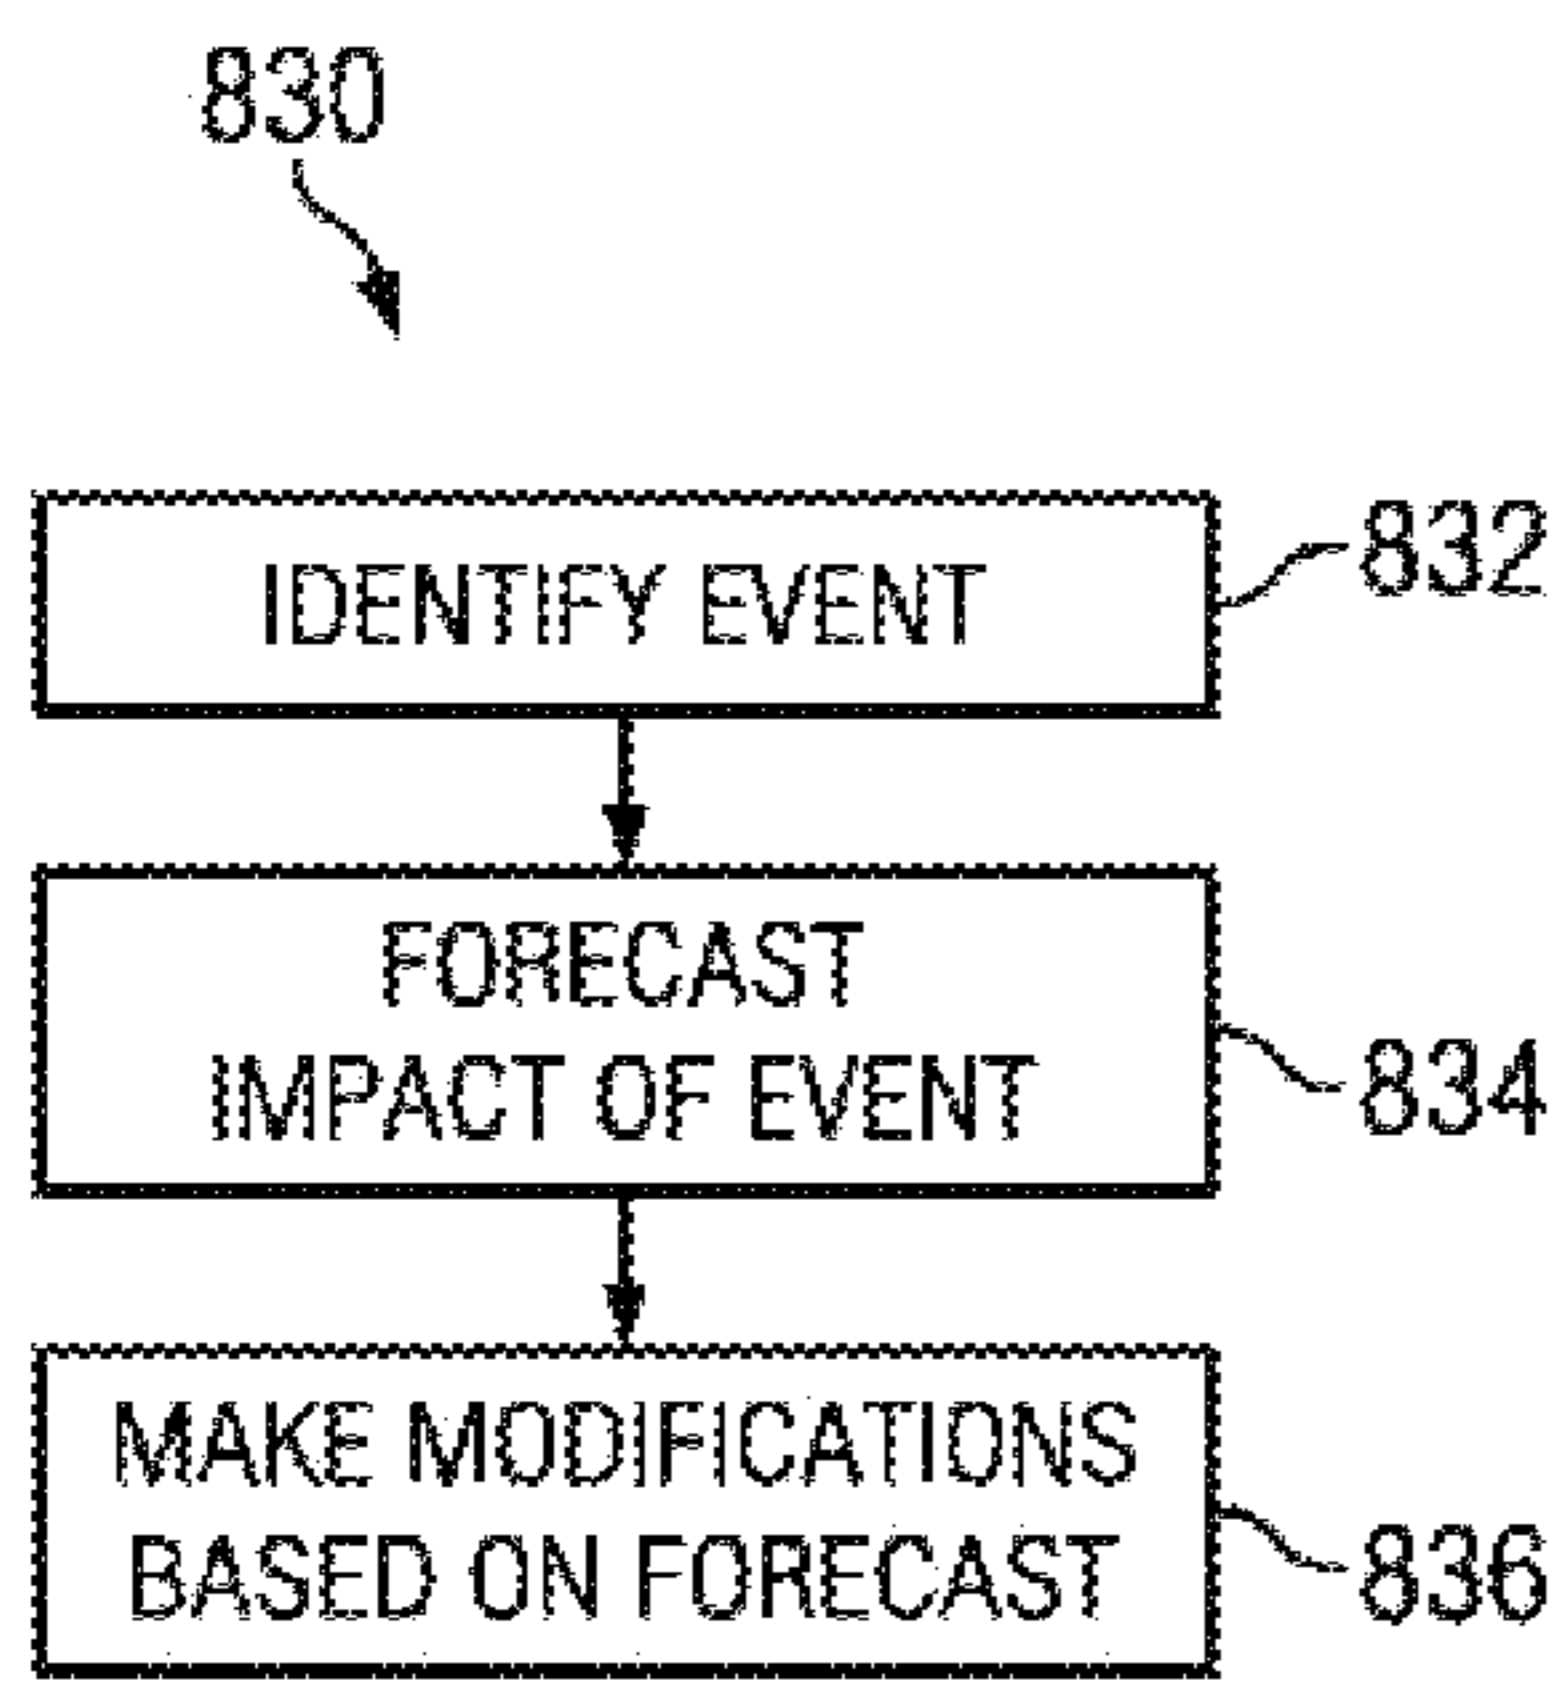 830
IDENTIFY EVENT
832
FORECAST
IMPACT OF EVENT
834
MAKE MODIFICATIONS
BASED ON FORECAST
836